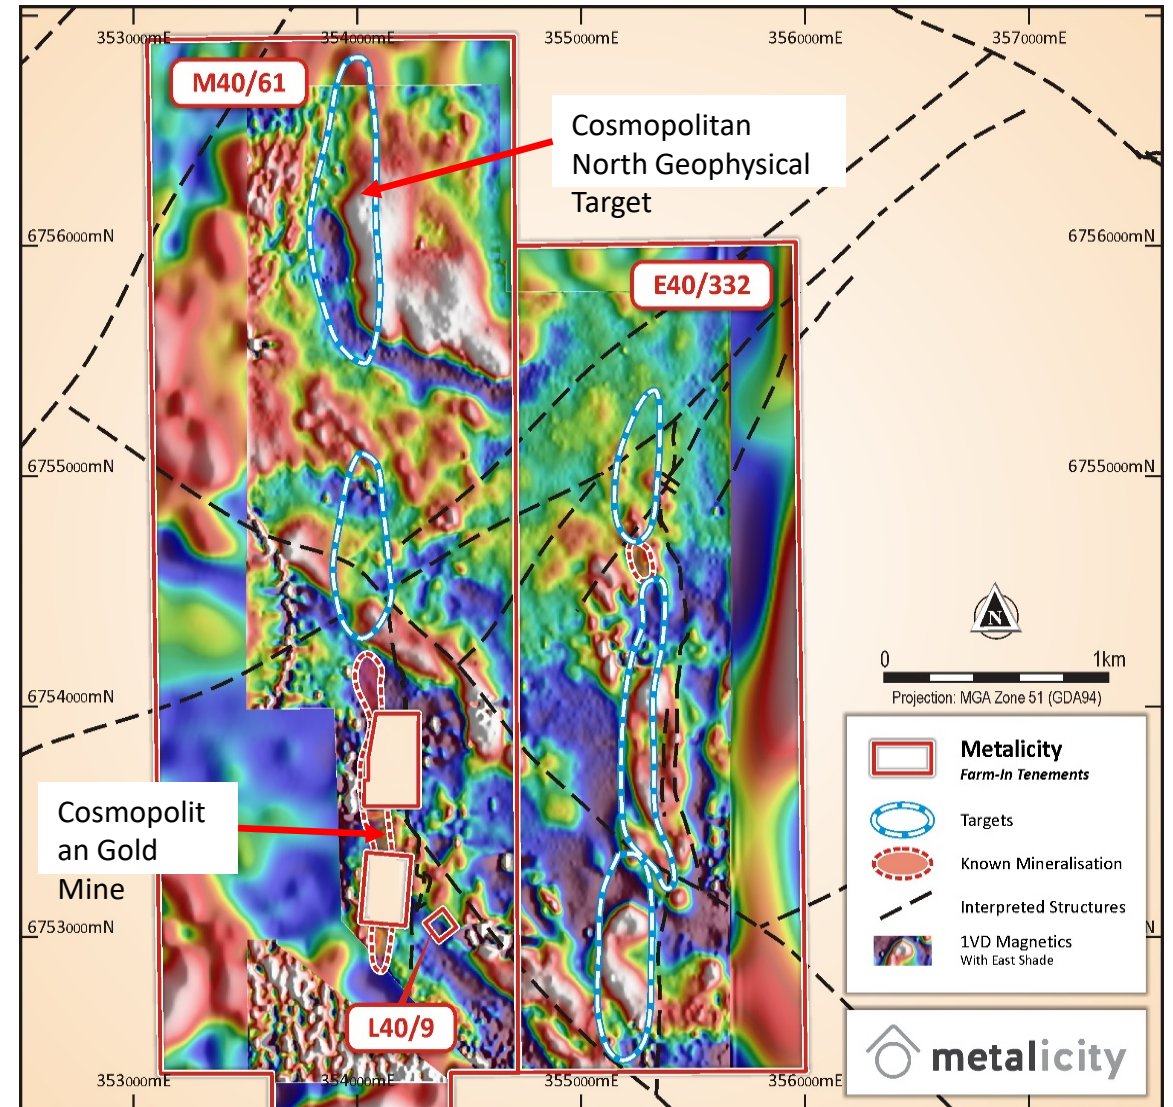 353000mE
354000mE
355000mE
356000mE
357000mE
M40/61
Cosmopolitan
North Geophysical
Target
6756000mN
6756000mN
E40/332
6755000mN
6755000mN
N
0
1km
Projection: MGA Zone 51 (GDA94)
6754000mN
Metalicity
Farm-In Tenements
Cosmopolit
an Gold
Mine
Targets
Known Mineralisation
Interpreted Structures
6753000mN
N
1VD Magnetics
With East Shade
L40/9
metalicity
353000mE
354000mE
355000mE
356000mE